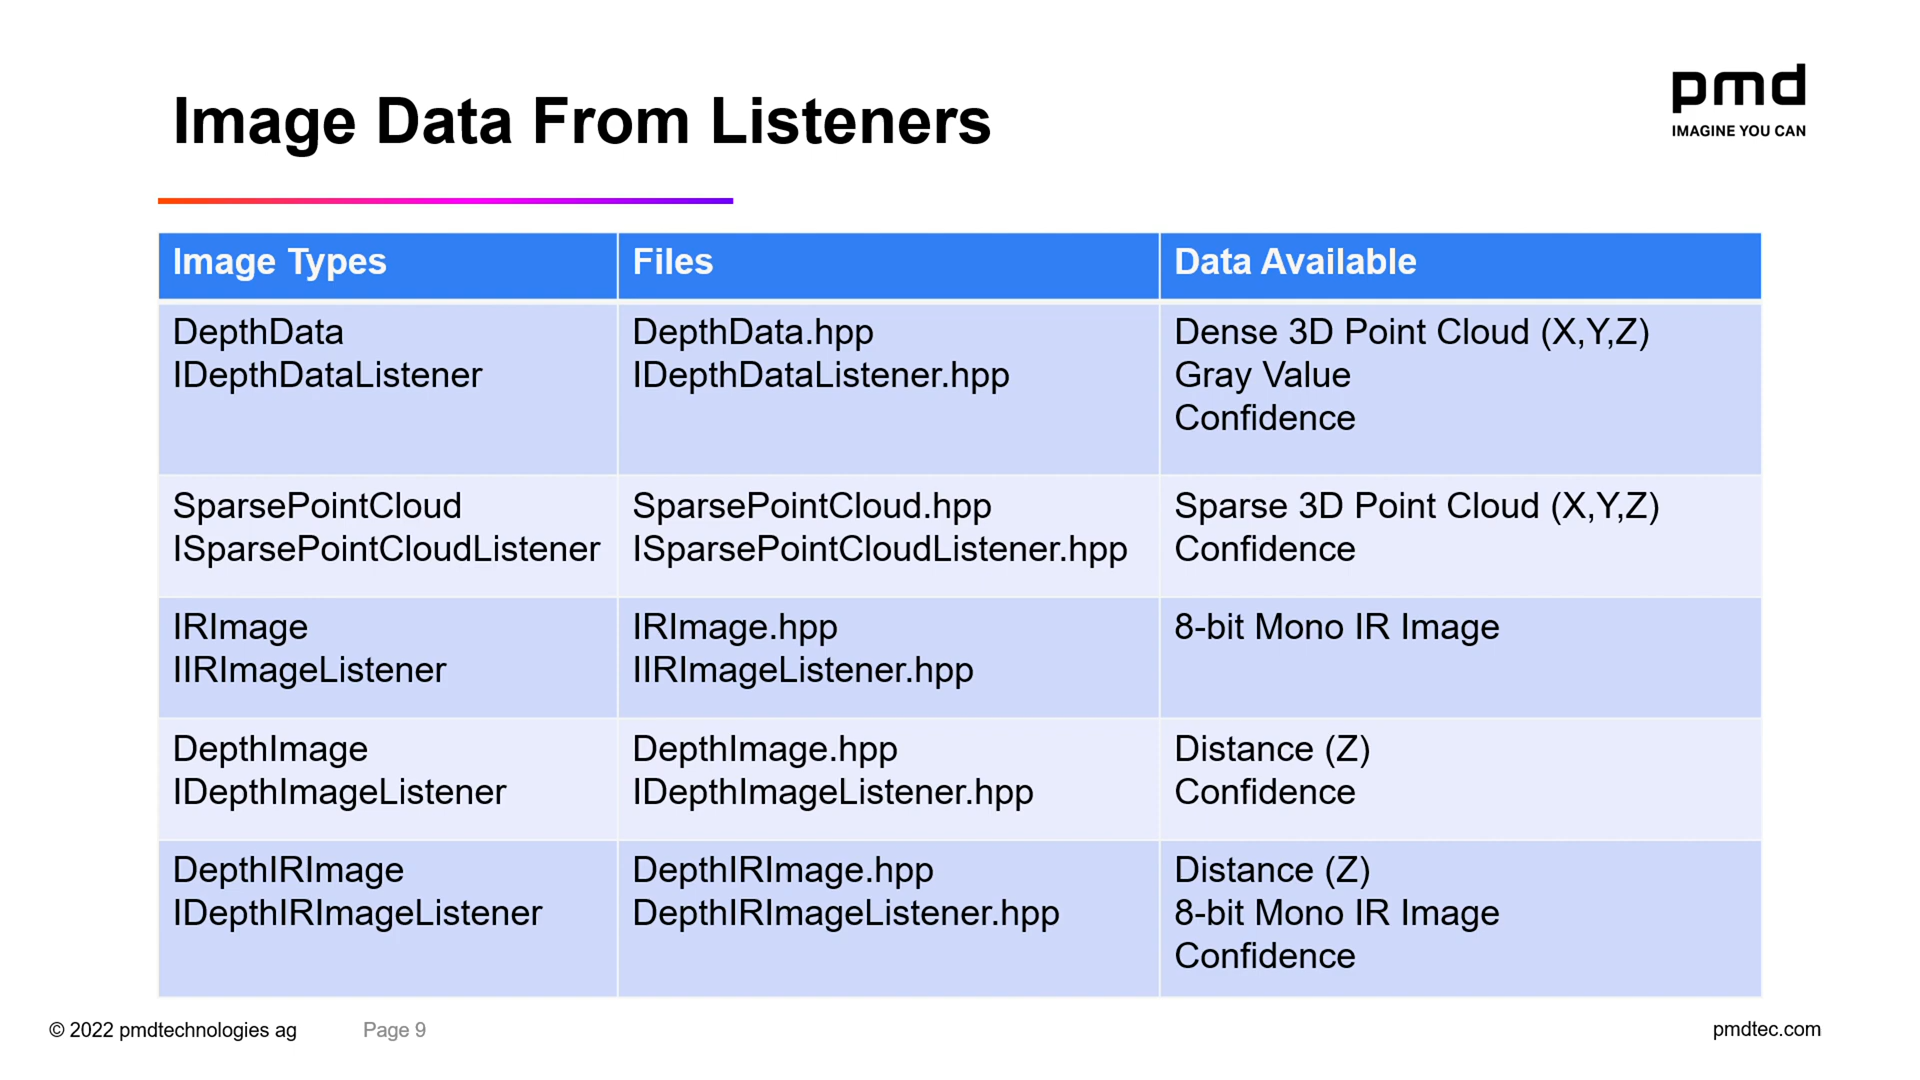 Image Data From Listeners
pmd
IMAGINE YOU CAN
Image Types
Files
Data Available
DepthData
IDepthDataListener
DepthData.hpp
IDepthDataListener.hpp
Dense 3D Point Cloud (X,Y,Z)
Gray Value
Confidence
SparsePointCloud
ISparsePointCloudListener
SparsePointCloud.hpp
ISparsePointCloudListener.hpp
Sparse 3D Point Cloud (X,Y,Z)
Confidence
IRImage
IIRImageListener
IRImage.hpp
IIRImageListener.hpp
8-bit Mono IR Image
DepthImage
IDepthImageListener
DepthImage.hpp
IDepthImageListener.hpp
Distance (Z)
Confidence
DepthIRImage
IDepthIRImageListener
DepthIRImage.hpp
DepthIRImageListener.hpp
Distance (Z)
8-bit Mono IR Image
Confidence
© 2022 pmdtechnologies ag
Page 9
pmdtec.com